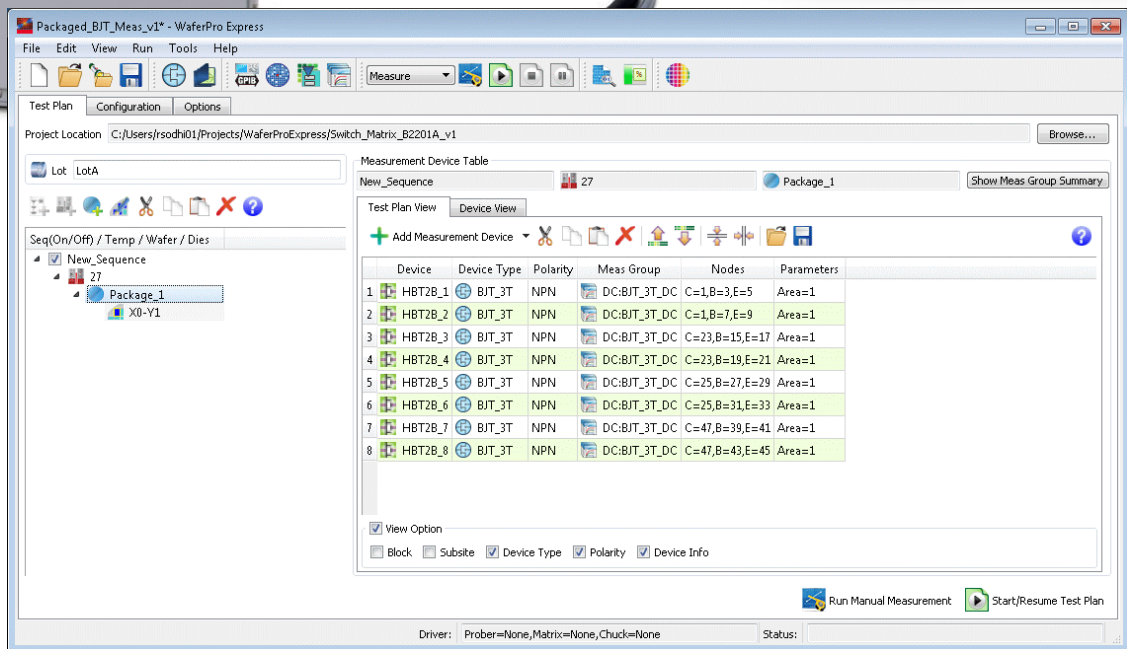 Packaged_BJT_Meas_v1* - WaferPro Express
File Edit View Run Tools Help
GPIB Measure %
Test Plan Configuration Options
Project Location C:/Users/rsodhi01/Projects/WaferProExpress/Switch_Matrix_B2201A_v1 Browse...
Lot LotA
Measurement Device Table
New_Sequence 27 Package_1 Show Meas Group Summary
Test Plan View Device View
Add Measurement Device
Seq(On/Off) / Temp / Wafer / Dies
New_Sequence
27
Package_1
X0-Y1
Device Device Type Polarity Meas Group Nodes Parameters
1 HBT2B_1 BJT_3T NPN DC:BJT_3T_DC C=1,B=3,E=5 Area=1
2 HBT2B_2 BJT_3T NPN DC:BJT_3T_DC C=1,B=7,E=9 Area=1
3 HBT2B_3 BJT_3T NPN DC:BJT_3T_DC C=23,B=15,E=17 Area=1
4 HBT2B_4 BJT_3T NPN DC:BJT_3T_DC C=23,B=19,E=21 Area=1
5 HBT2B_5 BJT_3T NPN DC:BJT_3T_DC C=25,B=27,E=29 Area=1
6 HBT2B_6 BJT_3T NPN DC:BJT_3T_DC C=25,B=31,E=33 Area=1
7 HBT2B_7 BJT_3T NPN DC:BJT_3T_DC C=47,B=39,E=41 Area=1
8 HBT2B_8 BJT_3T NPN DC:BJT_3T_DC C=47,B=43,E=45 Area=1
View Option
Block Subsite Device Type Polarity Device Info
Run Manual Measurement Start/Resume Test Plan
Driver: Prober=None,Matrix=None,Chuck=None Status: